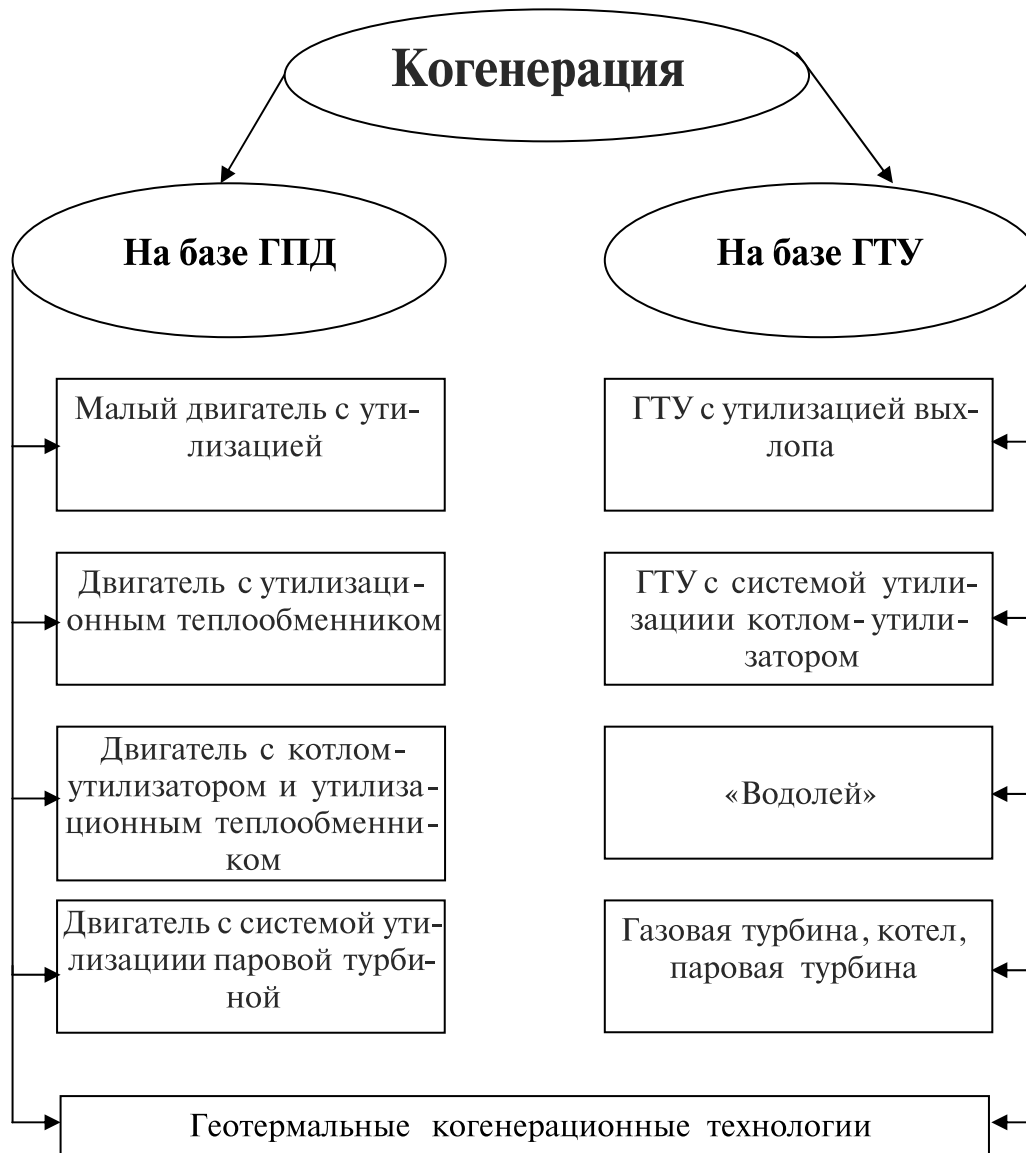 Когенерация
На базе ГПД
На базе ГТУ
Малый двигатель с ути-
лизацией
ГТУ с утилизацией вых-
лопа
Двигатель с утилизаци-
онным теплообменником
ГТУ с системой утили-
зациии котлом-утили-
затором
Двигатель с котлом-
утилизатором и утилиза-
ционным теплообменни-
ком
«Водолей»
Двигатель с системой ути-
лизациии паровой турби-
ной
Газовая турбина, котел,
паровая турбина
Геотермальные когенерационные технологии